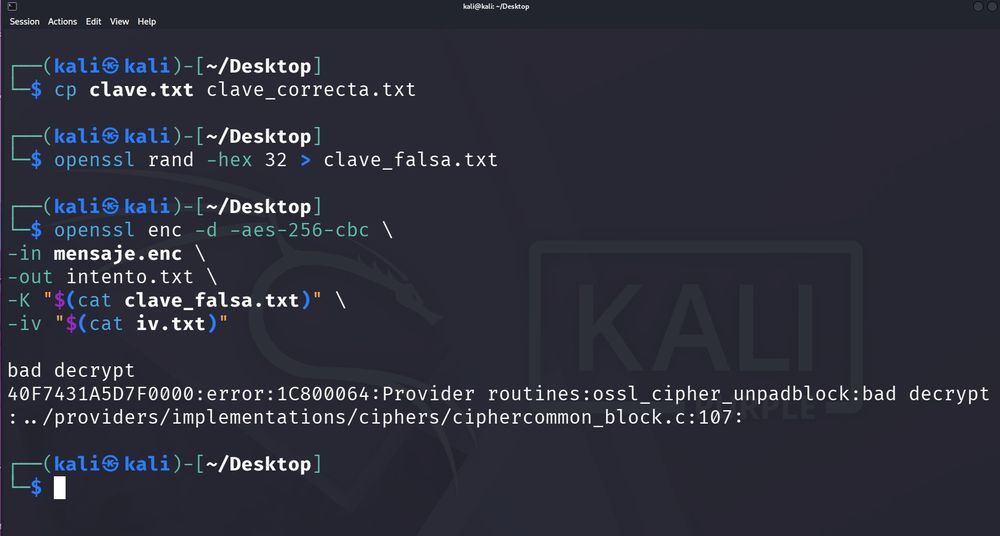 kali@kali: ~/Desktop
Session Actions Edit View Help
┌──(kali㉿kali)-[~/Desktop]
└─$ cp clave.txt clave_correcta.txt
┌──(kali㉿kali)-[~/Desktop]
└─$ openssl rand -hex 32 > clave_falsa.txt
┌──(kali㉿kali)-[~/Desktop]
└─$ openssl enc -d -aes-256-cbc \
-in mensaje.enc \
-out intento.txt \
-K "$(cat clave_falsa.txt)" \
-iv "$(cat iv.txt)"
bad decrypt
40F7431A5D7F0000:error:1C800064:Provider routines:ossl_cipher_unpadblock:bad decrypt
:../providers/implementations/ciphers/ciphercommon_block.c:107:
┌──(kali㉿kali)-[~/Desktop]
└─$
KALI